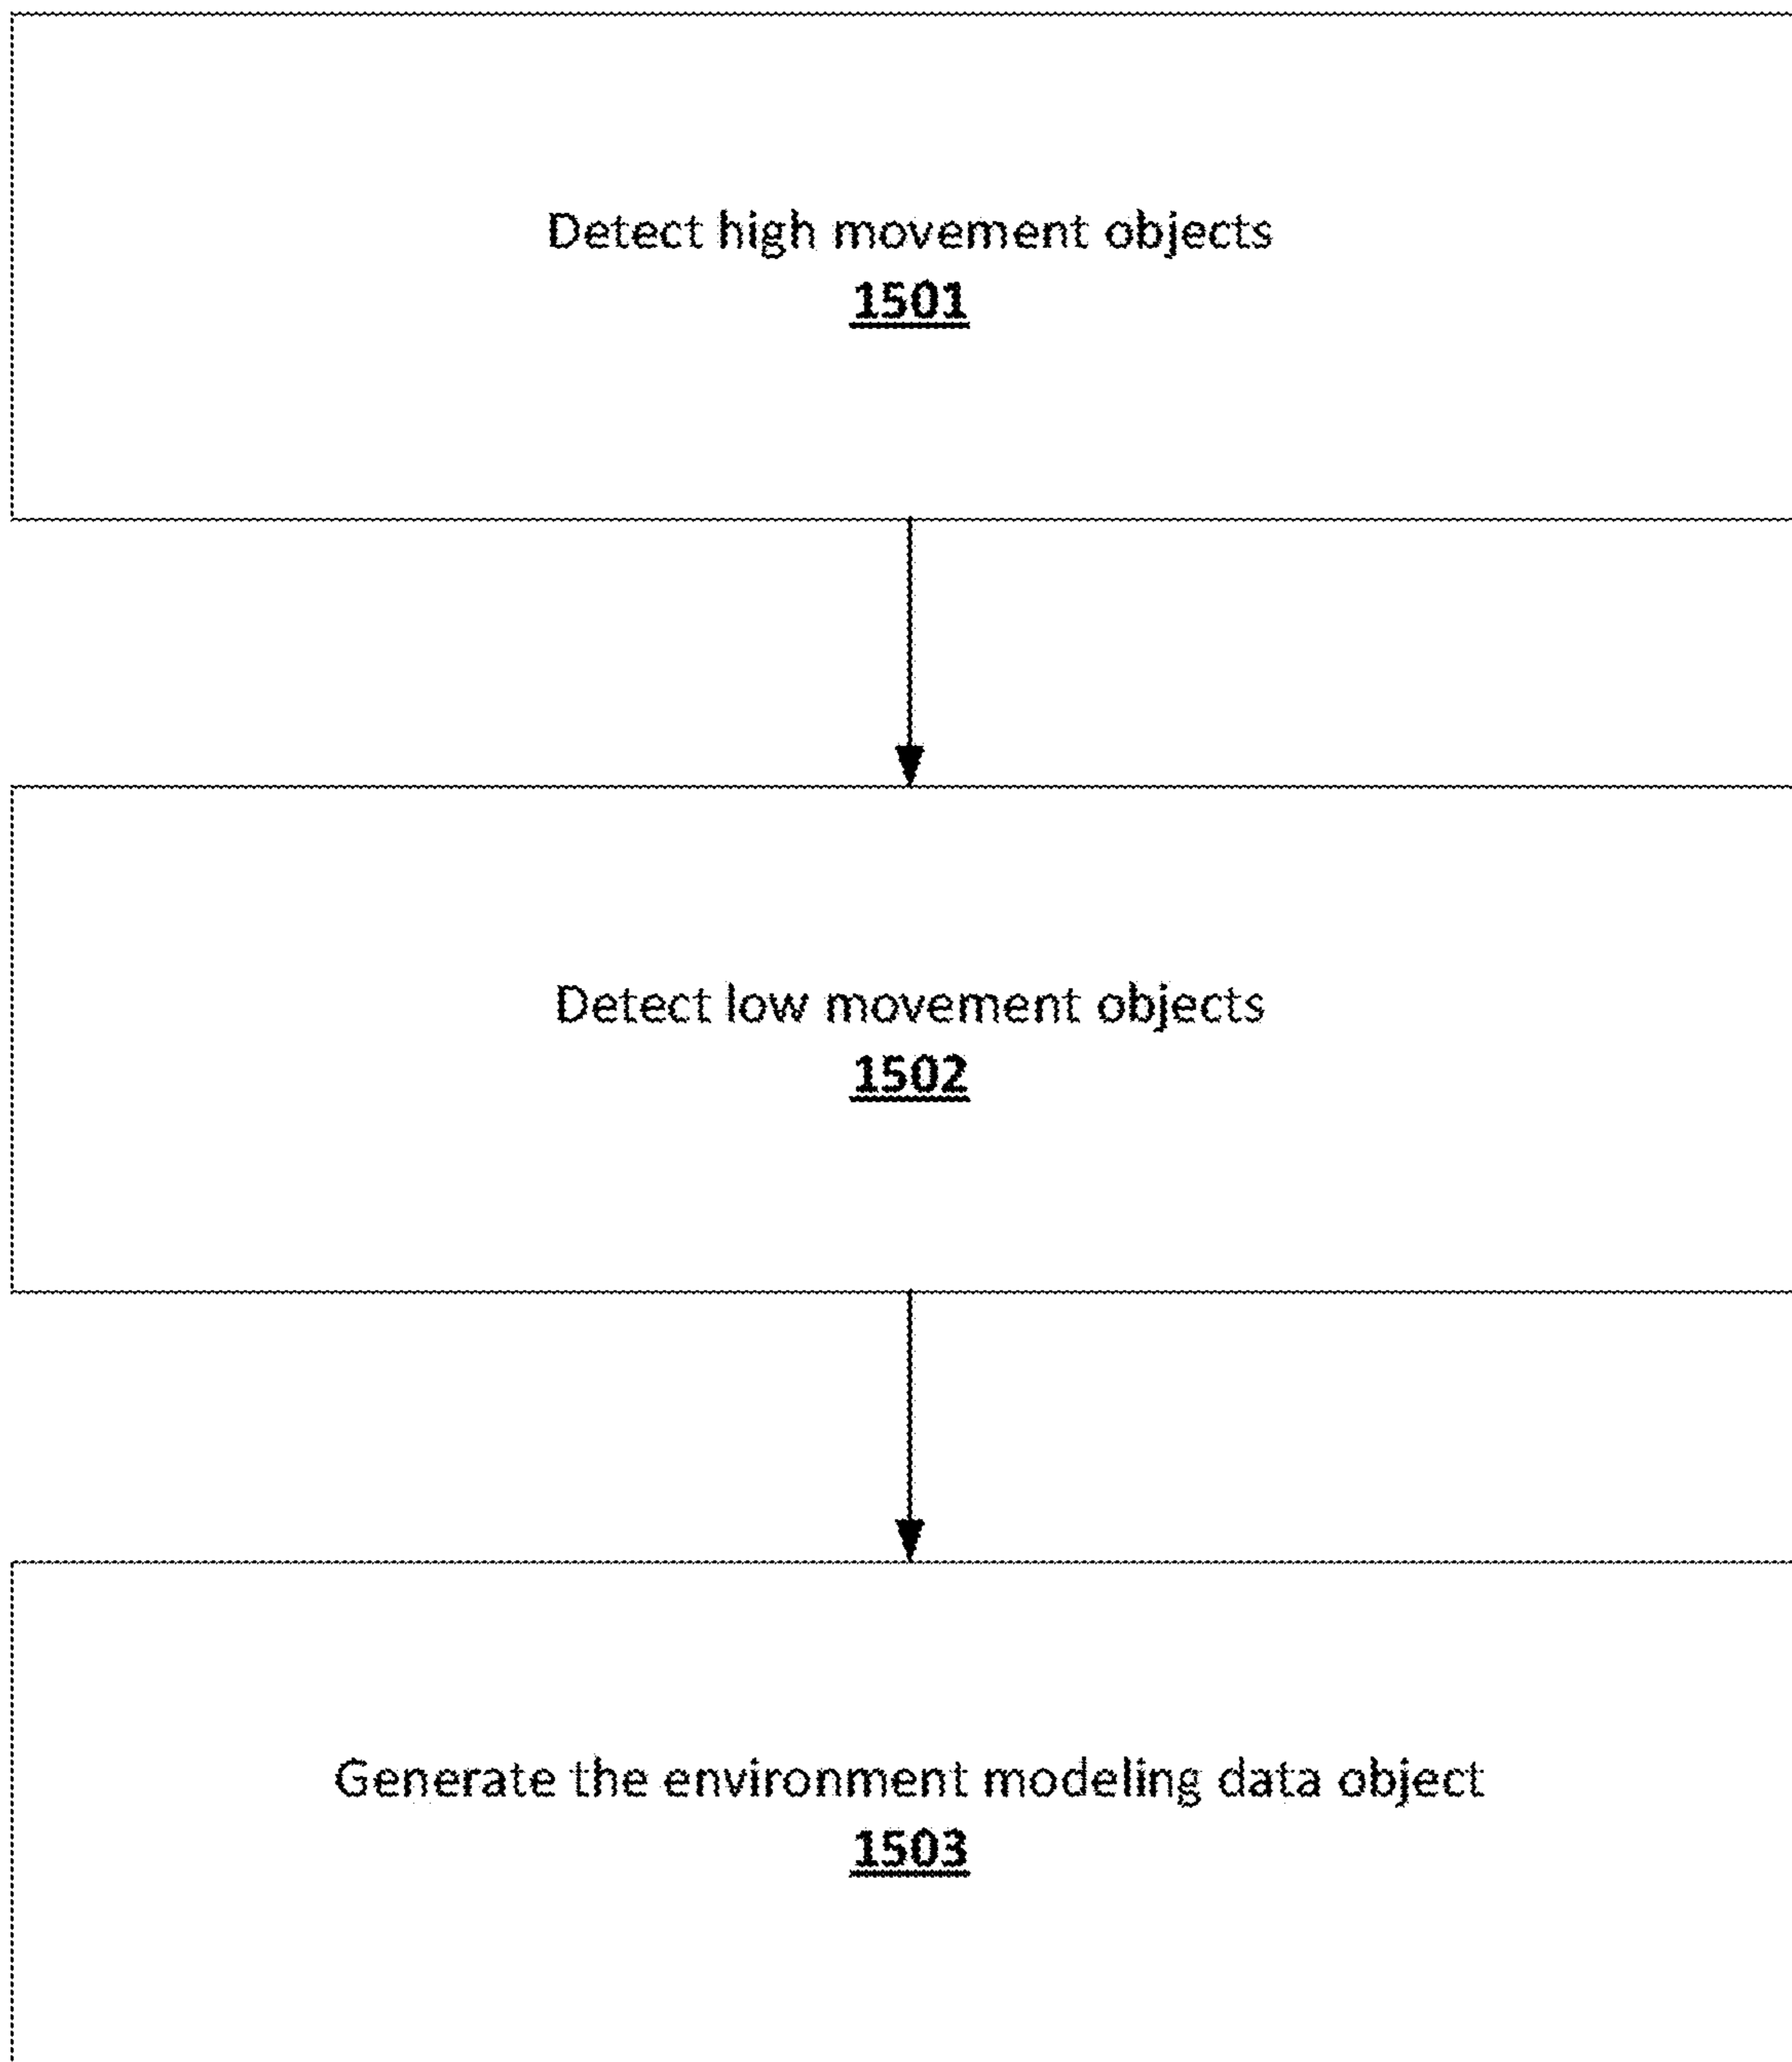 Detect high movement objects
1501
Detect low movement objects
1502
Generate the environment modeling data object
1503